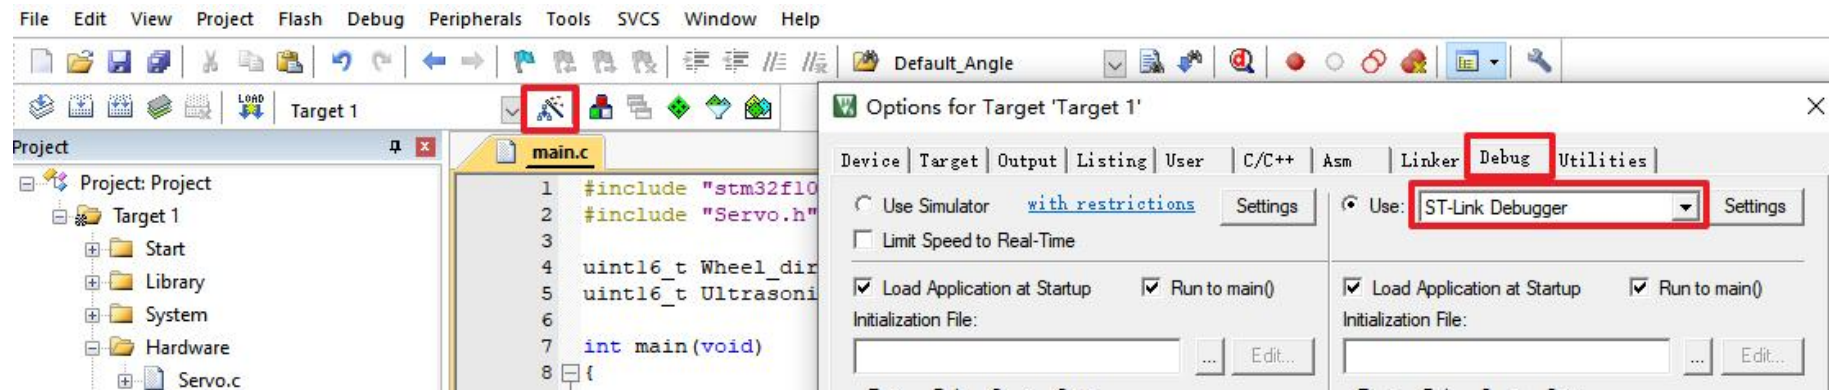 File Edit View Project Flash Debug Peripherals Tools SVCS Window Help
Default_Angle
LOAD Target 1
Options for Target 'Target 1'
Project
main.c
Device Target Output Listing User C/C++ Asm Linker Debug Utilities
Project: Project
Target 1
Start
Library
System
Hardware
Servo.c
1 #include "stm32f10
2 #include "Servo.h"
3
4 uint16_t Wheel_dir
5 uint16_t Ultrasoni
6
7 int main(void)
8 {
Use Simulator with restrictions Settings
Limit Speed to Real-Time
Load Application at Startup Run to main()
Initialization File:
... Edit...
Use: ST-Link Debugger Settings
Load Application at Startup Run to main()
Initialization File:
... Edit...